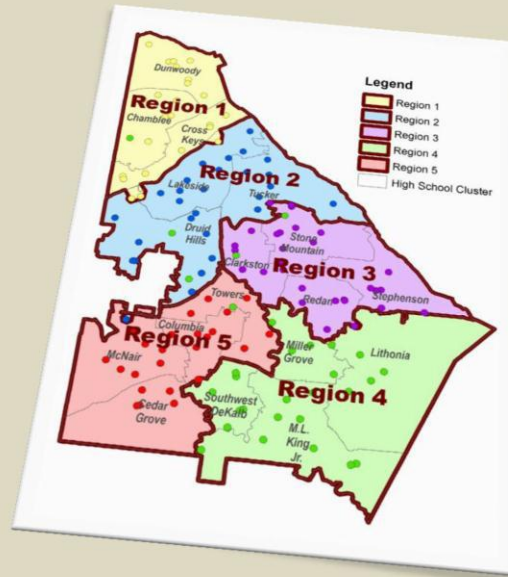 Dunwoody
Region 1
Chamblee
Cross
Keys
Legend
Region 1
Region 2
Region 3
Region 4
Region 5
High School Cluster
Region 2
Lakeside
Tucker
Druid
Hills
Stone
Mountain
Clarkston
Region 3
Redan
Stephenson
Towers
Columbia
Region 5
McNair
Cedar
Grove
Miller
Grove
Lithonia
Region 4
Southwest
DeKalb
M.L.
King
Jr.